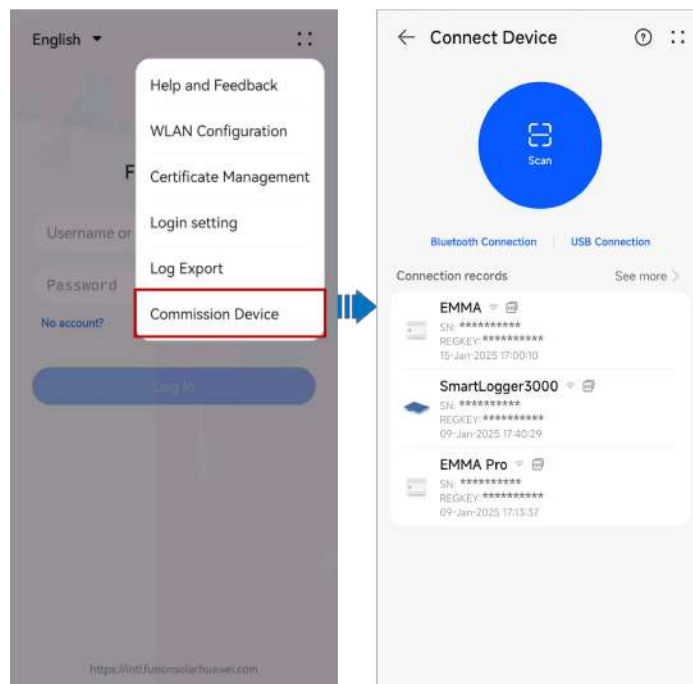 English
Help and Feedback
WLAN Configuration
F
Certificate Management
Username or
Login setting
Log Export
Password
Commission Device
No account?
Log In
https://intl.fusionsolar.huawei.com
Connect Device
Scan
Bluetooth Connection
USB Connection
Connection records
See more
EMMA
SN: **********
REGKEY: **********
15-Jan-2025 17:00:10
SmartLogger3000
SN: **********
REGKEY: **********
09-Jan-2025 17:40:29
EMMA Pro
SN: **********
REGKEY: **********
09-Jan-2025 17:13:37